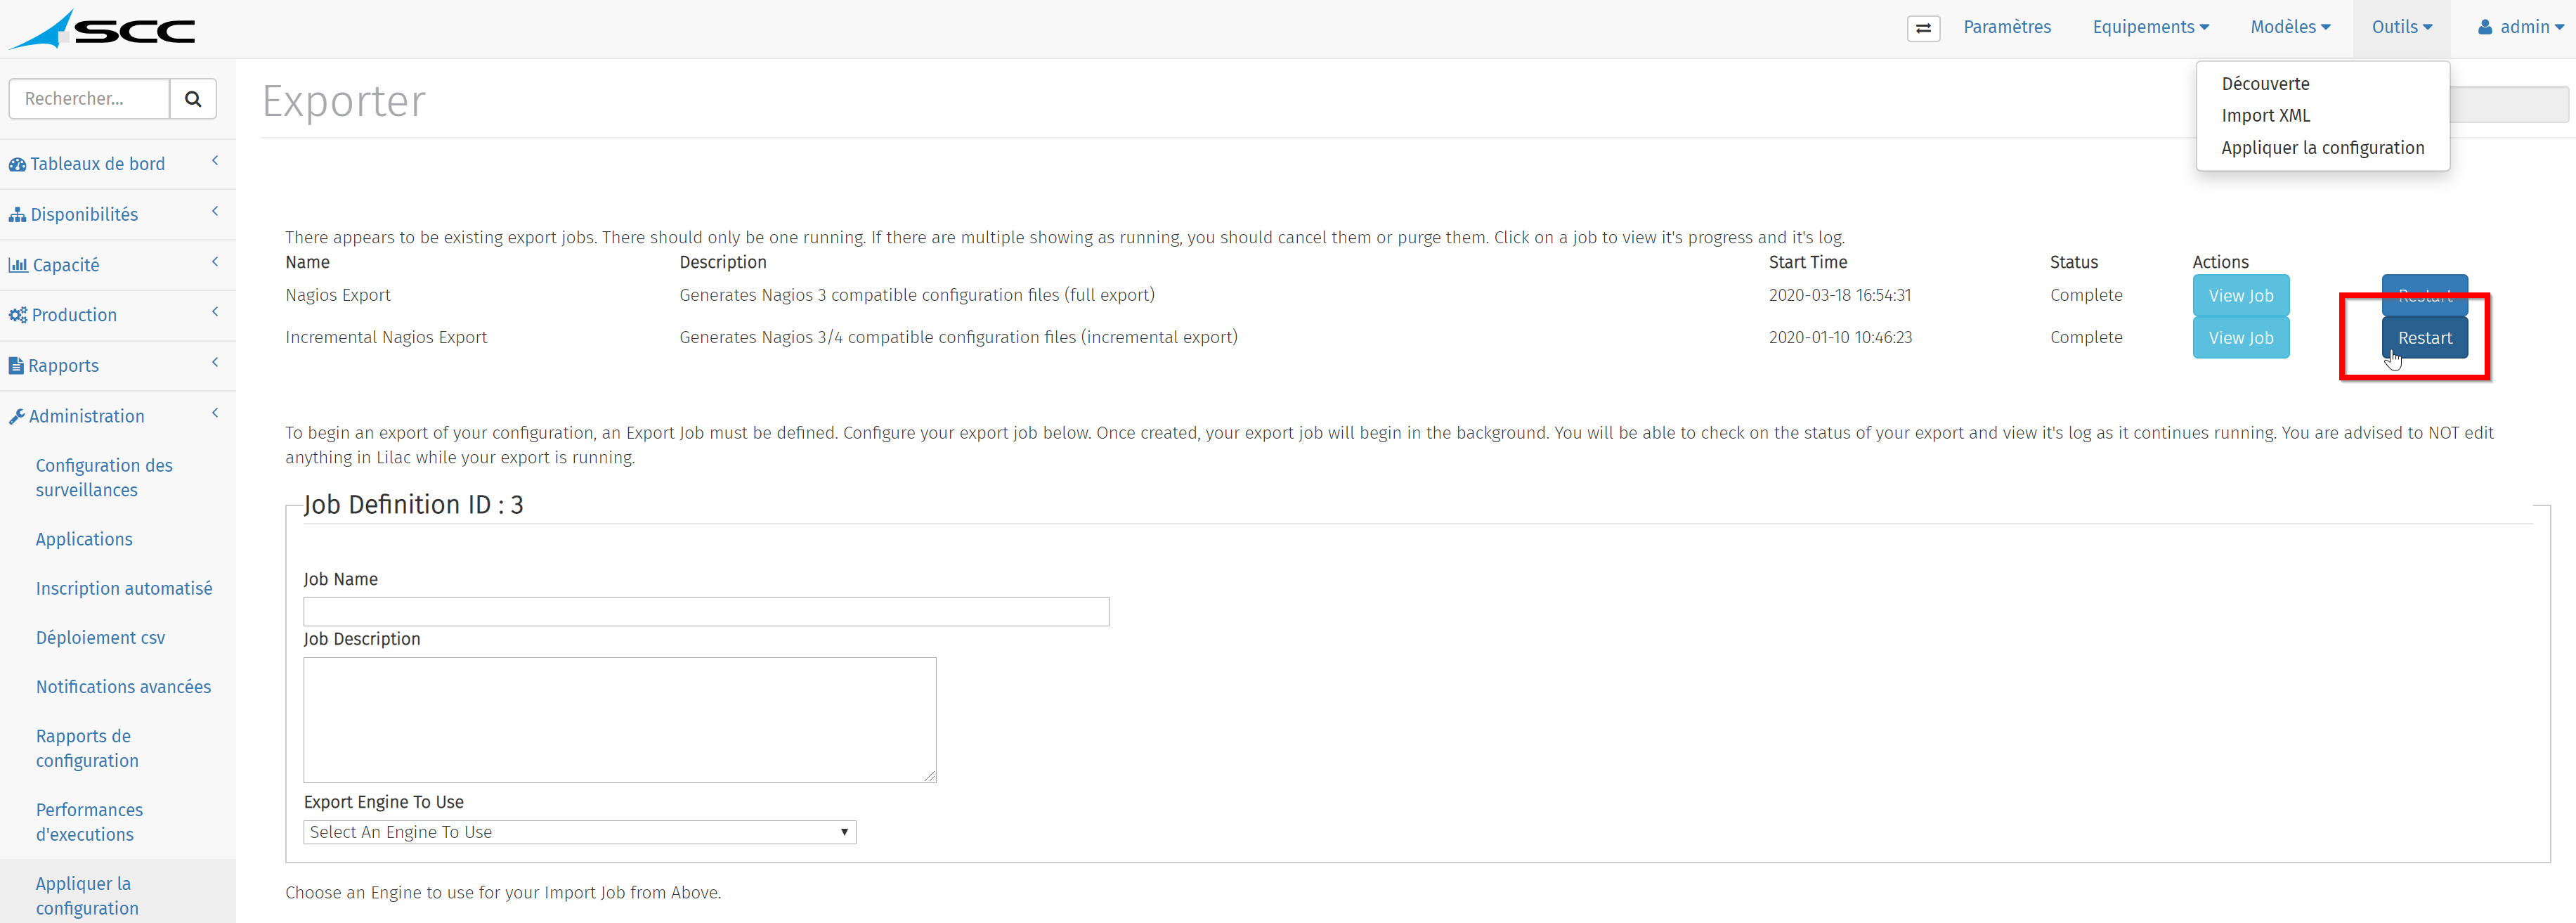 SCC
Paramètres Equipements Modèles Outils admin
Découverte
Import XML
Appliquer la configuration
Rechercher...
Tableaux de bord
Disponibilités
Capacité
Production
Rapports
Administration
Configuration des
surveillances
Applications
Inscription automatisé
Déploiement csv
Notifications avancées
Rapports de
configuration
Performances
d'executions
Appliquer la
configuration
Exporter
There appears to be existing export jobs. There should only be one running. If there are multiple showing as running, you should cancel them or purge them. Click on a job to view it's progress and it's log.
Name Description Start Time Status Actions
Nagios Export Generates Nagios 3 compatible configuration files (full export) 2020-03-18 16:54:31 Complete View Job Restart
Incremental Nagios Export Generates Nagios 3/4 compatible configuration files (incremental export) 2020-01-10 10:46:23 Complete View Job Restart
To begin an export of your configuration, an Export Job must be defined. Configure your export job below. Once created, your export job will begin in the background. You will be able to check on the status of your export and view it's log as it continues running. You are advised to NOT edit
anything in Lilac while your export is running.
Job Definition ID : 3
Job Name
Job Description
Export Engine To Use
Select An Engine To Use
Choose an Engine to use for your Import Job from Above.